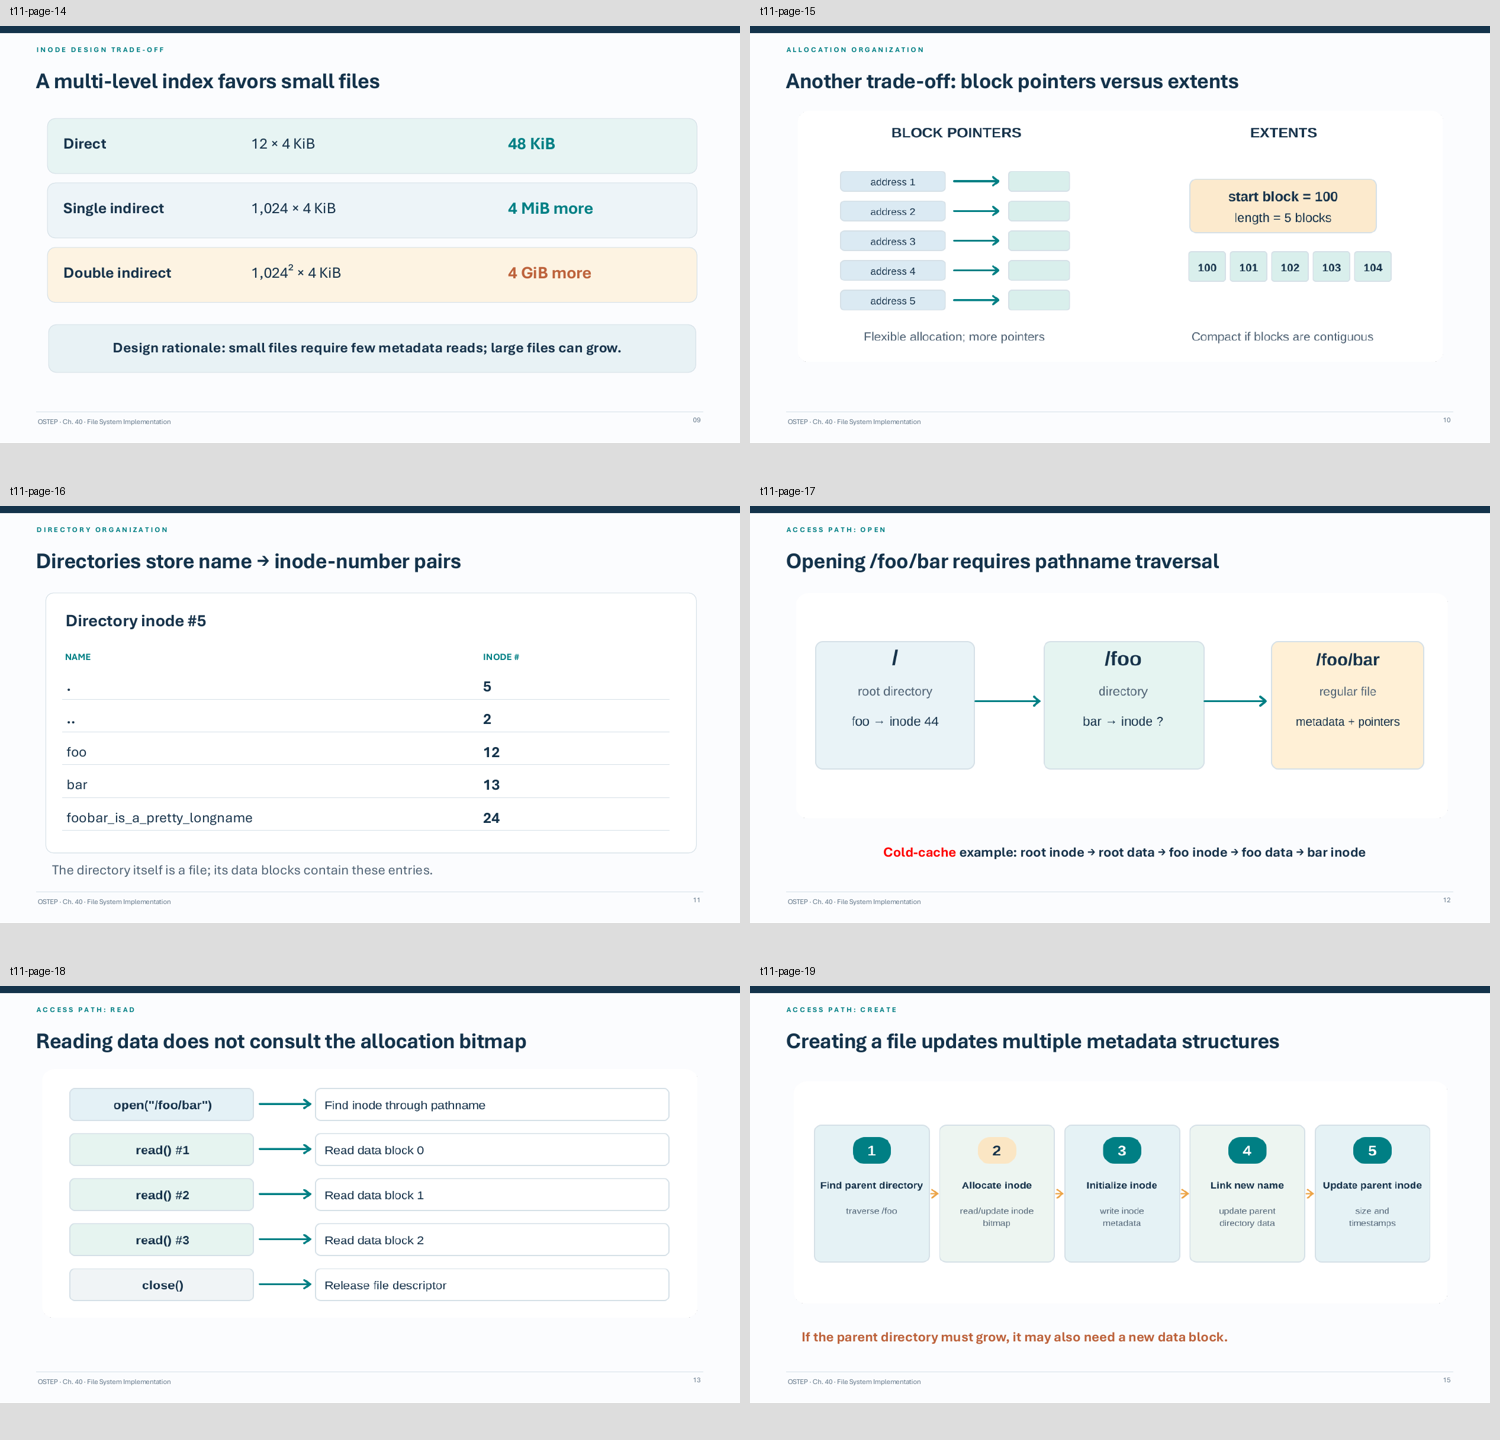 t11-page-14
INODE DESIGN TRADE-OFF
A multi-level index favors small files
Direct 12 × 4 KiB 48 KiB
Single indirect 1,024 × 4 KiB 4 MiB more
Double indirect 1,024² × 4 KiB 4 GiB more
Design rationale: small files require few metadata reads; large files can grow.
OSTEP · Ch. 40 · File System Implementation 09
t11-page-15
ALLOCATION ORGANIZATION
Another trade-off: block pointers versus extents
BLOCK POINTERS
address 1
address 2
address 3
address 4
address 5
Flexible allocation; more pointers
EXTENTS
start block = 100
length = 5 blocks
100 101 102 103 104
Compact if blocks are contiguous
OSTEP · Ch. 40 · File System Implementation 10
t11-page-16
DIRECTORY ORGANIZATION
Directories store name → inode-number pairs
Directory inode #5
NAME INODE #
. 5
.. 2
foo 12
bar 13
foobar_is_a_pretty_longname 24
The directory itself is a file; its data blocks contain these entries.
OSTEP · Ch. 40 · File System Implementation 11
t11-page-17
ACCESS PATH: OPEN
Opening /foo/bar requires pathname traversal
/
root directory
foo → inode 44
/foo
directory
bar → inode ?
/foo/bar
regular file
metadata + pointers
Cold-cache example: root inode → root data → foo inode → foo data → bar inode
OSTEP · Ch. 40 · File System Implementation 12
t11-page-18
ACCESS PATH: READ
Reading data does not consult the allocation bitmap
open("/foo/bar") Find inode through pathname
read() #1 Read data block 0
read() #2 Read data block 1
read() #3 Read data block 2
close() Release file descriptor
OSTEP · Ch. 40 · File System Implementation 13
t11-page-19
ACCESS PATH: CREATE
Creating a file updates multiple metadata structures
1
Find parent directory
traverse /foo
2
Allocate inode
read/update inode
bitmap
3
Initialize inode
write inode
metadata
4
Link new name
update parent
directory data
5
Update parent inode
size and
timestamps
If the parent directory must grow, it may also need a new data block.
OSTEP · Ch. 40 · File System Implementation 15